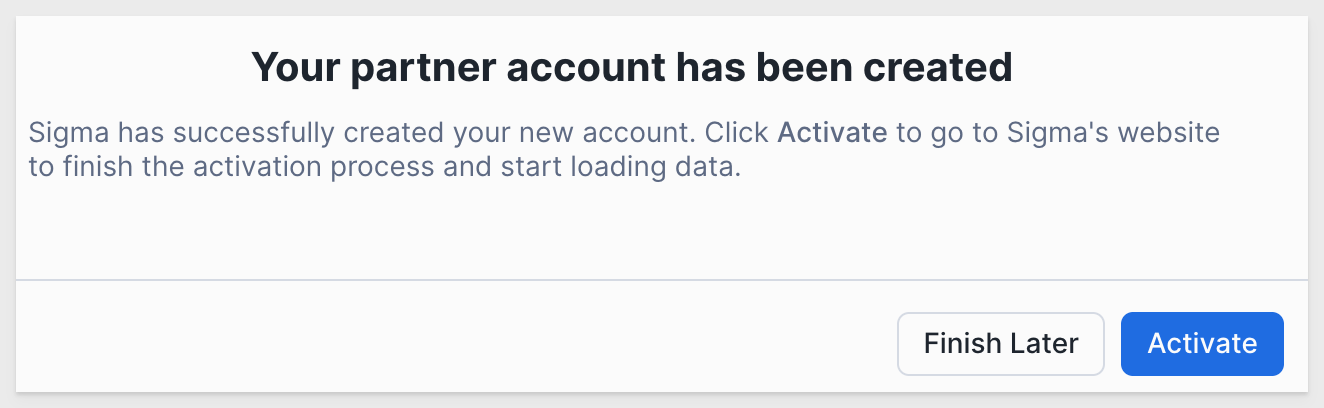 Your partner account has been created
Sigma has successfully created your new account. Click Activate to go to Sigma's website
to finish the activation process and start loading data.
Finish Later
Activate